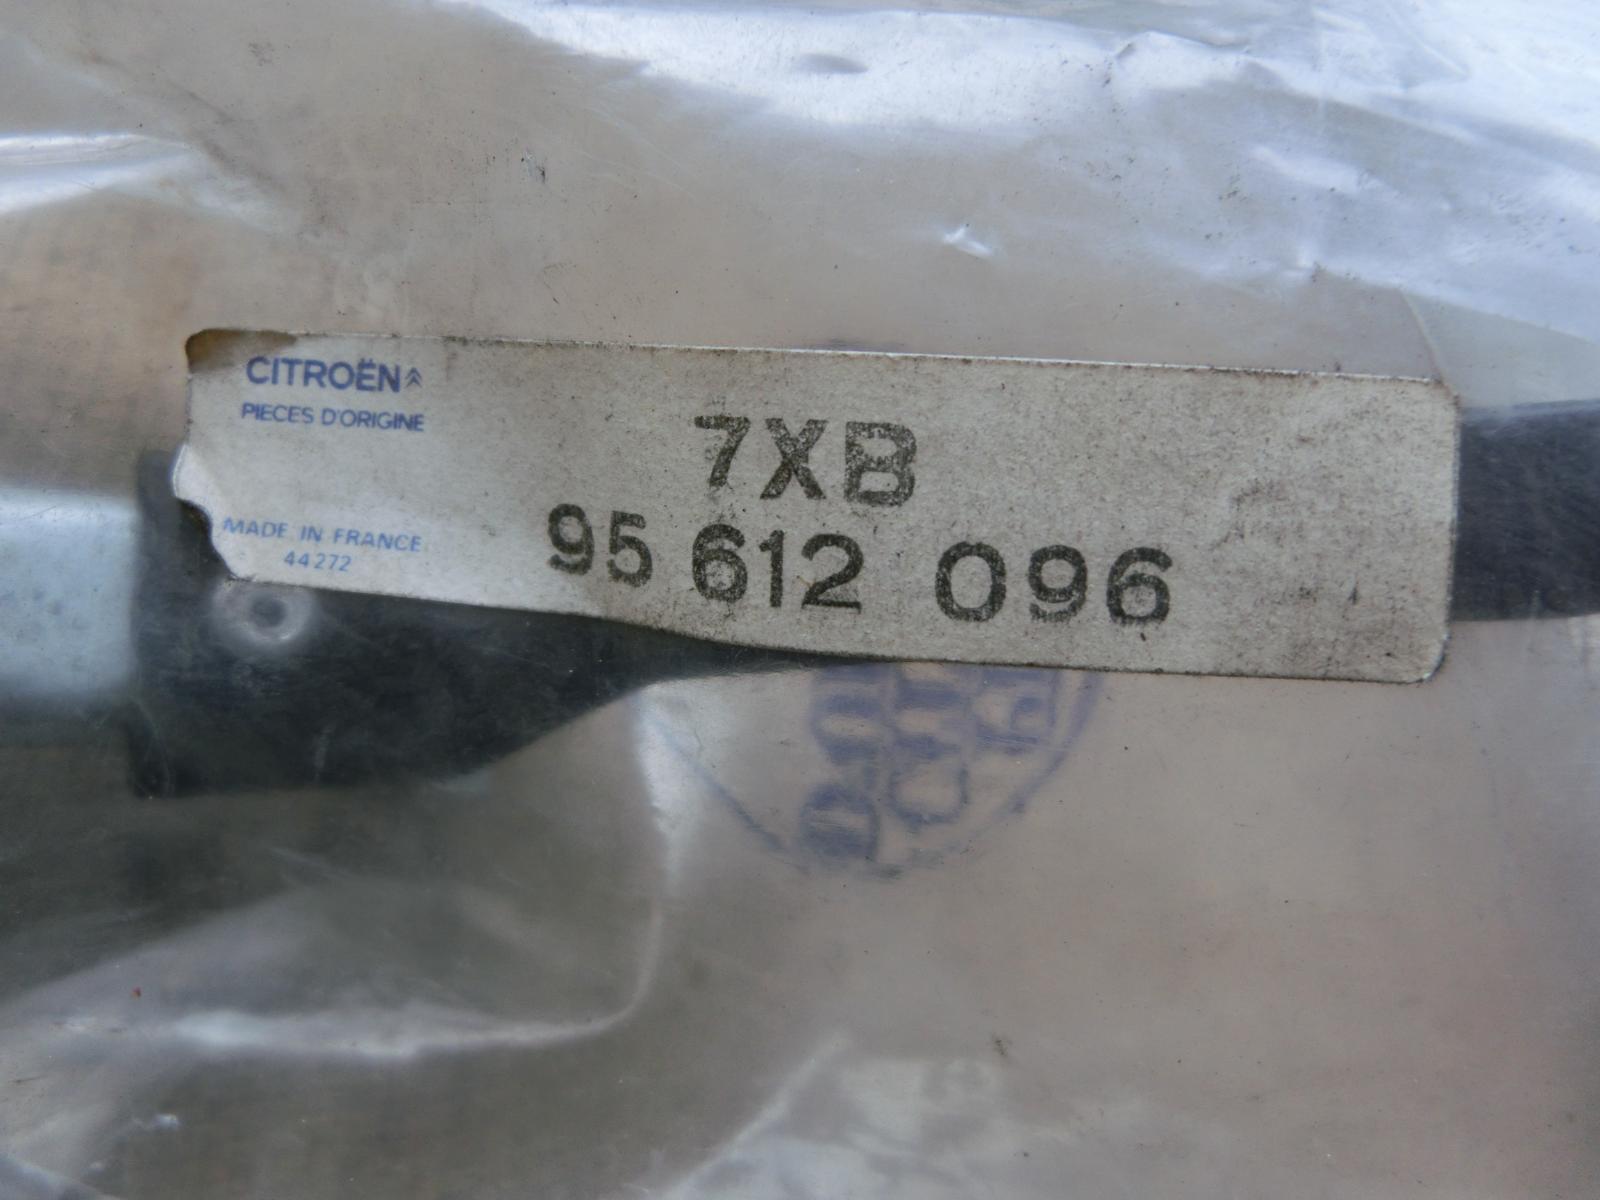 CITROËN
PIECES D'ORIGINE
7XB
95 612 096
MADE IN FRANCE
44272